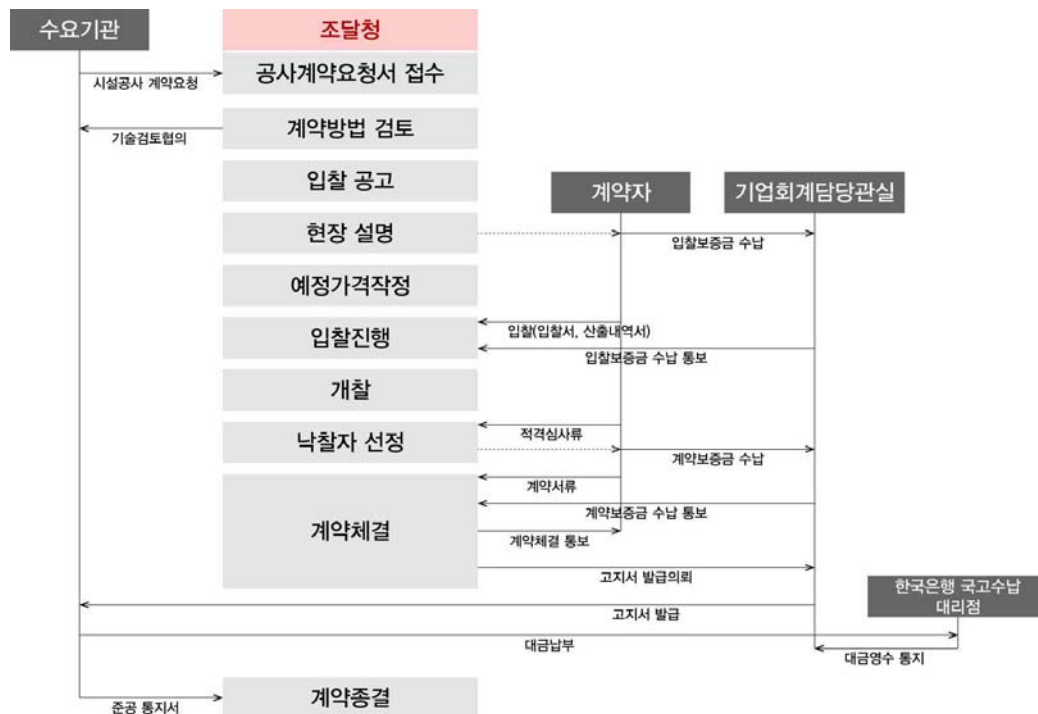 수요기관
조달청
시설공사 계약요청
공사계약요청서 접수
기술검토협의
계약방법 검토
입찰 공고
계약자
기업회계담당관실
현장 설명
입찰보증금 수납
예정가격작정
입찰진행
입찰(입찰서, 산출내역서)
입찰보증금 수납 통보
개찰
낙찰자 선정
적격심사류
계약보증금 수납
계약체결
계약서류
계약보증금 수납 통보
계약체결 통보
고지서 발급의뢰
한국은행 국고수납
대리점
고지서 발급
대금납부
대금영수 통지
준공 통지서
계약종결